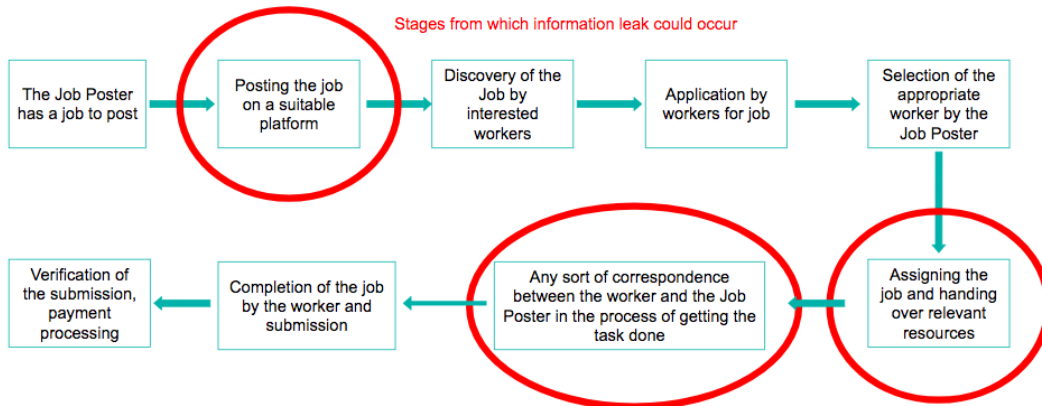 Stages from which information leak could occur
The Job Poster
has a job to post
Posting the job
on a suitable
platform
Discovery of the
Job by
interested
workers
Application by
workers for job
Selection of the
appropriate
worker by the
Job Poster
Assigning the
job and handing
over relevant
resources
Any sort of correspondence
between the worker and the Job
Poster in the process of getting the
task done
Completion of the job
by the worker and
submission
Verification of
the submission,
payment
processing